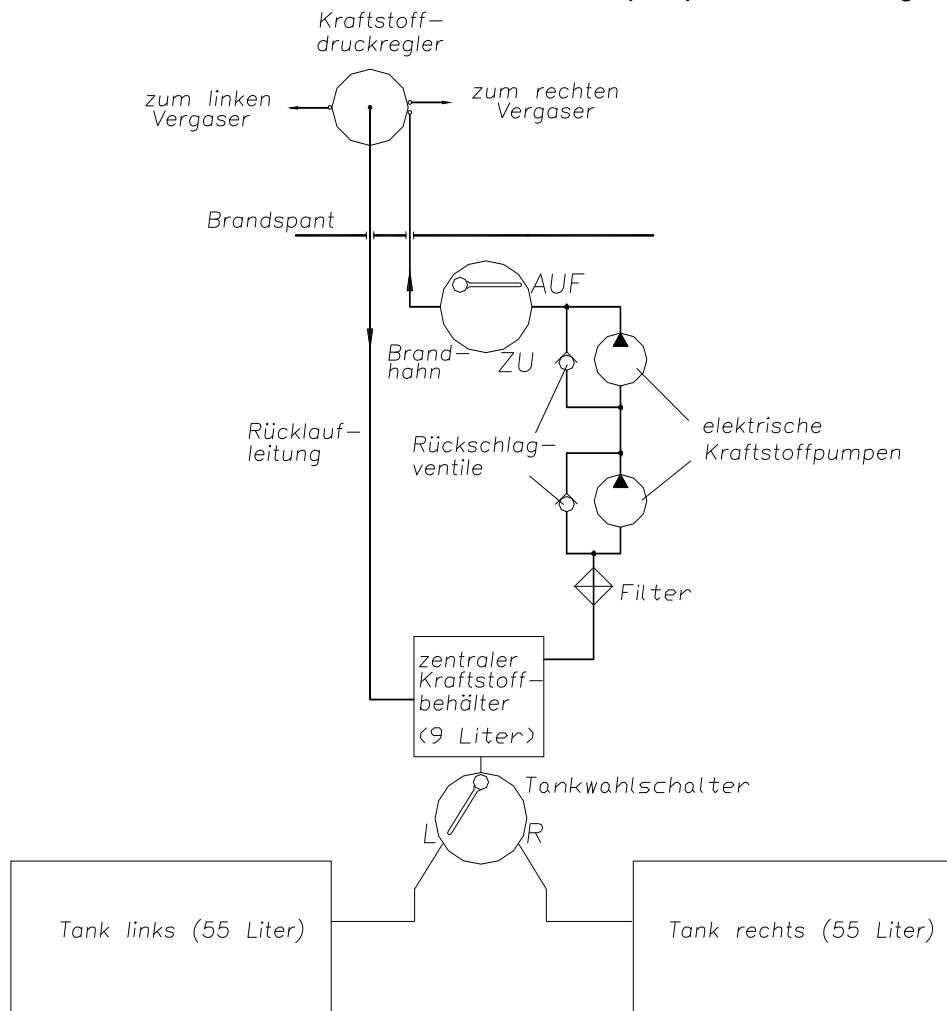 Kraftstoff-
druckregler
zum linken
Vergaser
zum rechten
Vergaser
Brandspant
AUF
Brand-
hahn
ZU
Rücklauf-
leitung
Rückschlag-
ventile
elektrische
Kraftstoffpumpen
Filter
zentraler
Kraftstoff-
behälter
(9 Liter)
Tankwahlschalter
L
R
Tank links (55 Liter)
Tank rechts (55 Liter)